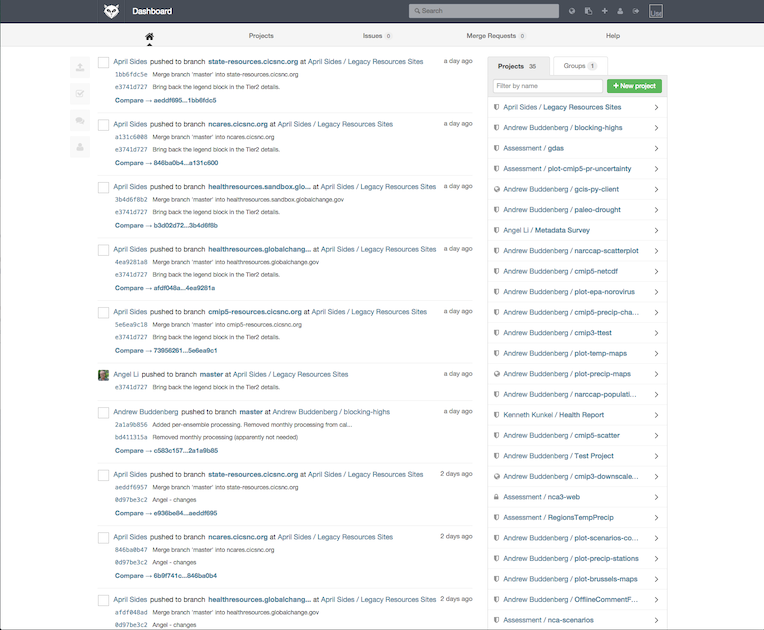 Dashboard
Search
Projects
Issues 0
Merge Requests 0
Help
April Sides pushed to branch state-resources.cicsnc.org at April Sides / Legacy Resources Sites
a day ago
1bb6fdc5e Merge branch 'master' into state-resources.cicsnc.org
e3741d727 Bring back the legend block in the Tier2 details.
Compare → aeddf695...1bb6fdc5
April Sides pushed to branch ncares.cicsnc.org at April Sides / Legacy Resources Sites
a day ago
a131c6008 Merge branch 'master' into ncares.cicsnc.org
e3741d727 Bring back the legend block in the Tier2 details.
Compare → 846ba0b4...a131c600
April Sides pushed to branch healthresources.sandbox.glo... at April Sides / Legacy Resources Sites
a day ago
3b4d6f8b2 Merge branch 'master' into healthresources.sandbox.globalchange.gov
e3741d727 Bring back the legend block in the Tier2 details.
Compare → b3d02d72...3b4d6f8b
April Sides pushed to branch healthresources.globalchang... at April Sides / Legacy Resources Sites
a day ago
4ea9281a8 Merge branch 'master' into healthresources.globalchange.gov
e3741d727 Bring back the legend block in the Tier2 details.
Compare → afdf048a...4ea9281a
April Sides pushed to branch cmip5-resources.cicsnc.org at April Sides / Legacy Resources Sites
a day ago
5e6ea9c18 Merge branch 'master' into cmip5-resources.cicsnc.org
e3741d727 Bring back the legend block in the Tier2 details.
Compare → 73956261...5e6ea9c1
Angel Li pushed to branch master at April Sides / Legacy Resources Sites
a day ago
e3741d727 Bring back the legend block in the Tier2 details.
Andrew Buddenberg pushed to branch master at Andrew Buddenberg / blocking-highs
a day ago
2a1a9b856 Added per-ensemble processing. Removed monthly processing from cal...
bd411315a Removed monthly processing (apparently not needed)
Compare → c583c157...2a1a9b85
April Sides pushed to branch state-resources.cicsnc.org at April Sides / Legacy Resources Sites
2 days ago
aeddf6957 Merge branch 'master' into state-resources.cicsnc.org
0d97be3c2 Angel - changes
Compare → e936be84...aeddf695
April Sides pushed to branch ncares.cicsnc.org at April Sides / Legacy Resources Sites
2 days ago
846ba0b47 Merge branch 'master' into ncares.cicsnc.org
0d97be3c2 Angel - changes
Compare → 6b9f741c...846ba0b4
April Sides pushed to branch healthresources.globalchang... at April Sides / Legacy Resources Sites
2 days ago
afdf048ad Merge branch 'master' into healthresources.globalchange.gov
0d97be3c2 Angel - changes
Projects 35
Groups 1
Filter by name
+ New project
April Sides / Legacy Resources Sites
Andrew Buddenberg / blocking-highs
Assessment / gdas
Assessment / plot-cmip5-pr-uncertainty
Andrew Buddenberg / gcis-py-client
Andrew Buddenberg / paleo-drought
Angel Li / Metadata Survey
Andrew Buddenberg / narccap-scatterplot
Andrew Buddenberg / cmip5-netcdf
Andrew Buddenberg / plot-epa-norovirus
Andrew Buddenberg / cmip5-precip-cha...
Andrew Buddenberg / cmip3-ttest
Andrew Buddenberg / plot-temp-maps
Andrew Buddenberg / plot-precip-maps
Andrew Buddenberg / narccap-populati...
Kenneth Kunkel / Health Report
Andrew Buddenberg / cmip5-scatter
Andrew Buddenberg / Test Project
Andrew Buddenberg / cmip3-downscale...
Assessment / nca3-web
Assessment / RegionsTempPrecip
Andrew Buddenberg / plot-scenarios-co...
Andrew Buddenberg / plot-precip-stations
Andrew Buddenberg / plot-brussels-maps
Andrew Buddenberg / OfflineCommentF...
Assessment / nca-scenarios